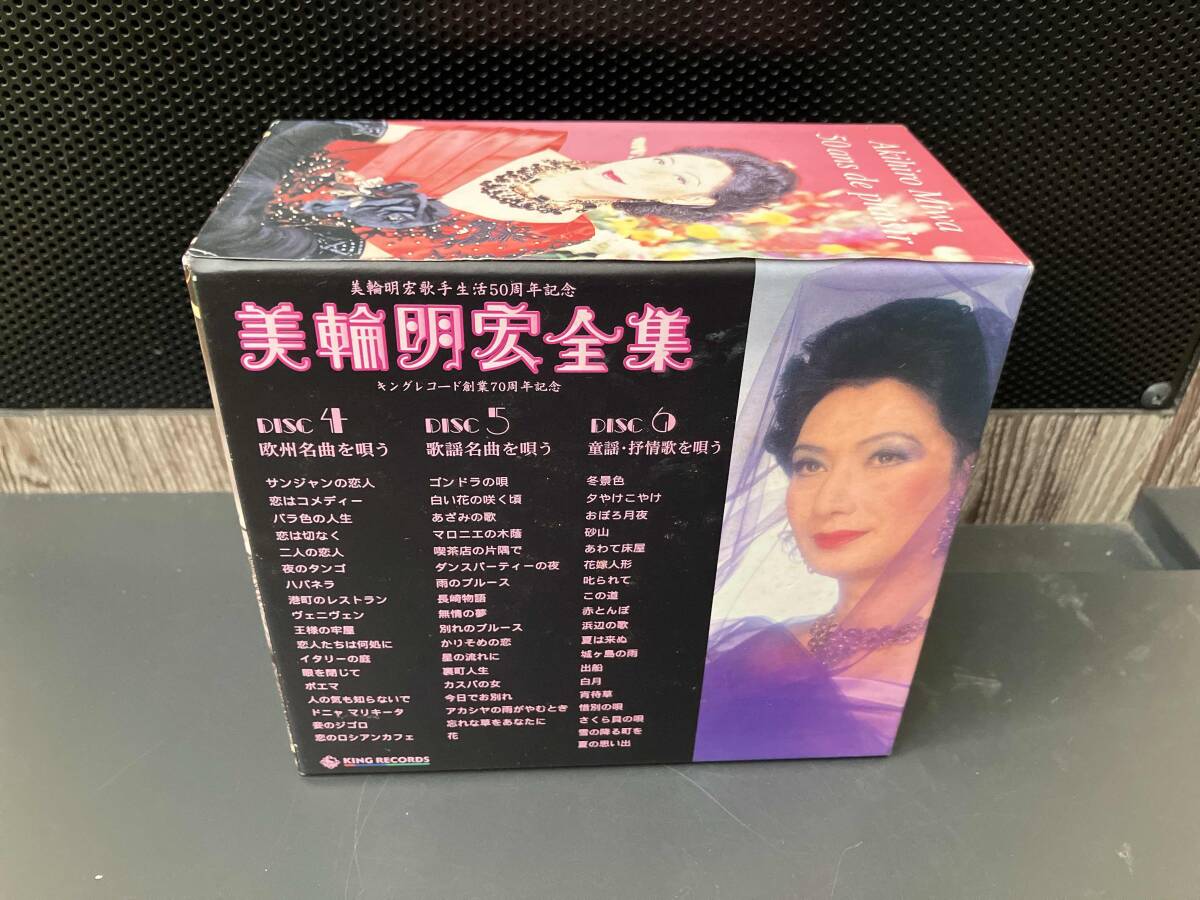 Akihiro Miwa
50 ans de plaisir
美輪明宏歌手生活50周年記念
美輪明宏全集
キングレコード創業70周年記念
DISC 4
欧州名曲を唄う
サンジャンの恋人
恋はコメディー
バラ色の人生
恋は切なく
二人の恋人
夜のタンゴ
ハバネラ
港町のレストラン
ヴェニヴェン
王様の牢屋
恋人たちは何処に
イタリーの庭
眼を閉じて
ポエマ
人の気も知らないで
ドニャ マリキータ
妾のジゴロ
恋のロシアンカフェ
DISC 5
歌謡名曲を唄う
ゴンドラの唄
白い花の咲く頃
あざみの歌
マロニエの木蔭
喫茶店の片隅で
ダンスパーティーの夜
雨のブルース
長崎物語
無情の夢
別れのブルース
かりそめの恋
星の流れに
裏町人生
カスバの女
今日でお別れ
アカシヤの雨がやむとき
忘れな草をあなたに
花
DISC 6
童謡・抒情歌を唄う
冬景色
夕やけこやけ
おぼろ月夜
砂山
あわて床屋
花嫁人形
叱られて
この道
赤とんぼ
浜辺の歌
夏は来ぬ
城ヶ島の雨
出船
白月
宵待草
惜別の唄
さくら貝の唄
雪の降る町を
夏の思い出
KING RECORDS